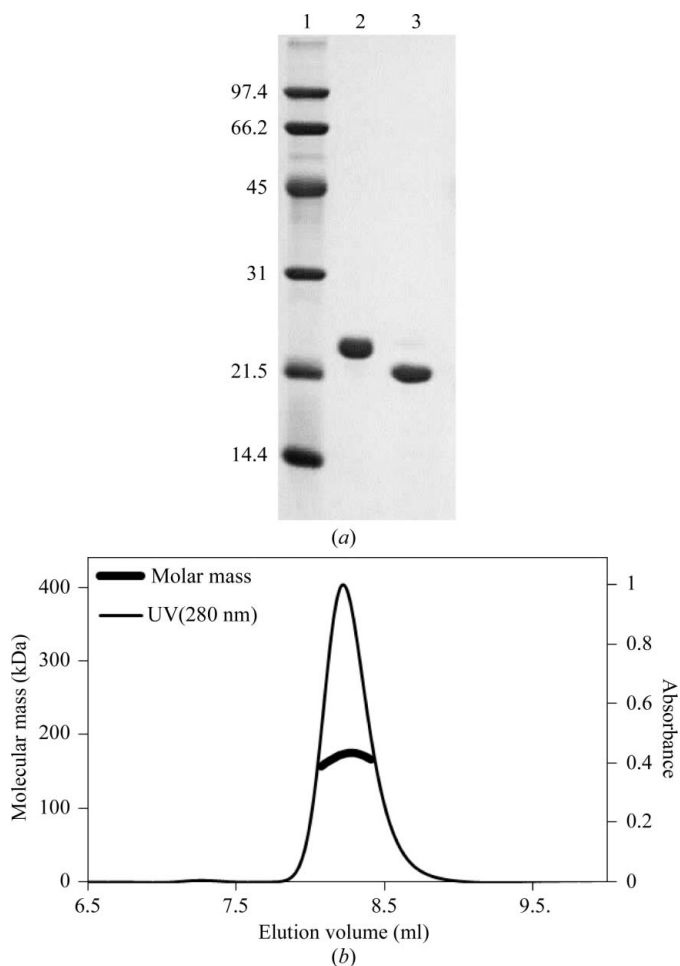 1 2 3
97.4
66.2
45
31
21.5
14.4
(a)
Molar mass
UV(280 nm)
400
300
200
100
0
Molecular mass (kDa)
1
0.8
0.6
0.4
0.2
0
Absorbance
6.5 7.5 8.5 9.5.
Elution volume (ml)
(b)